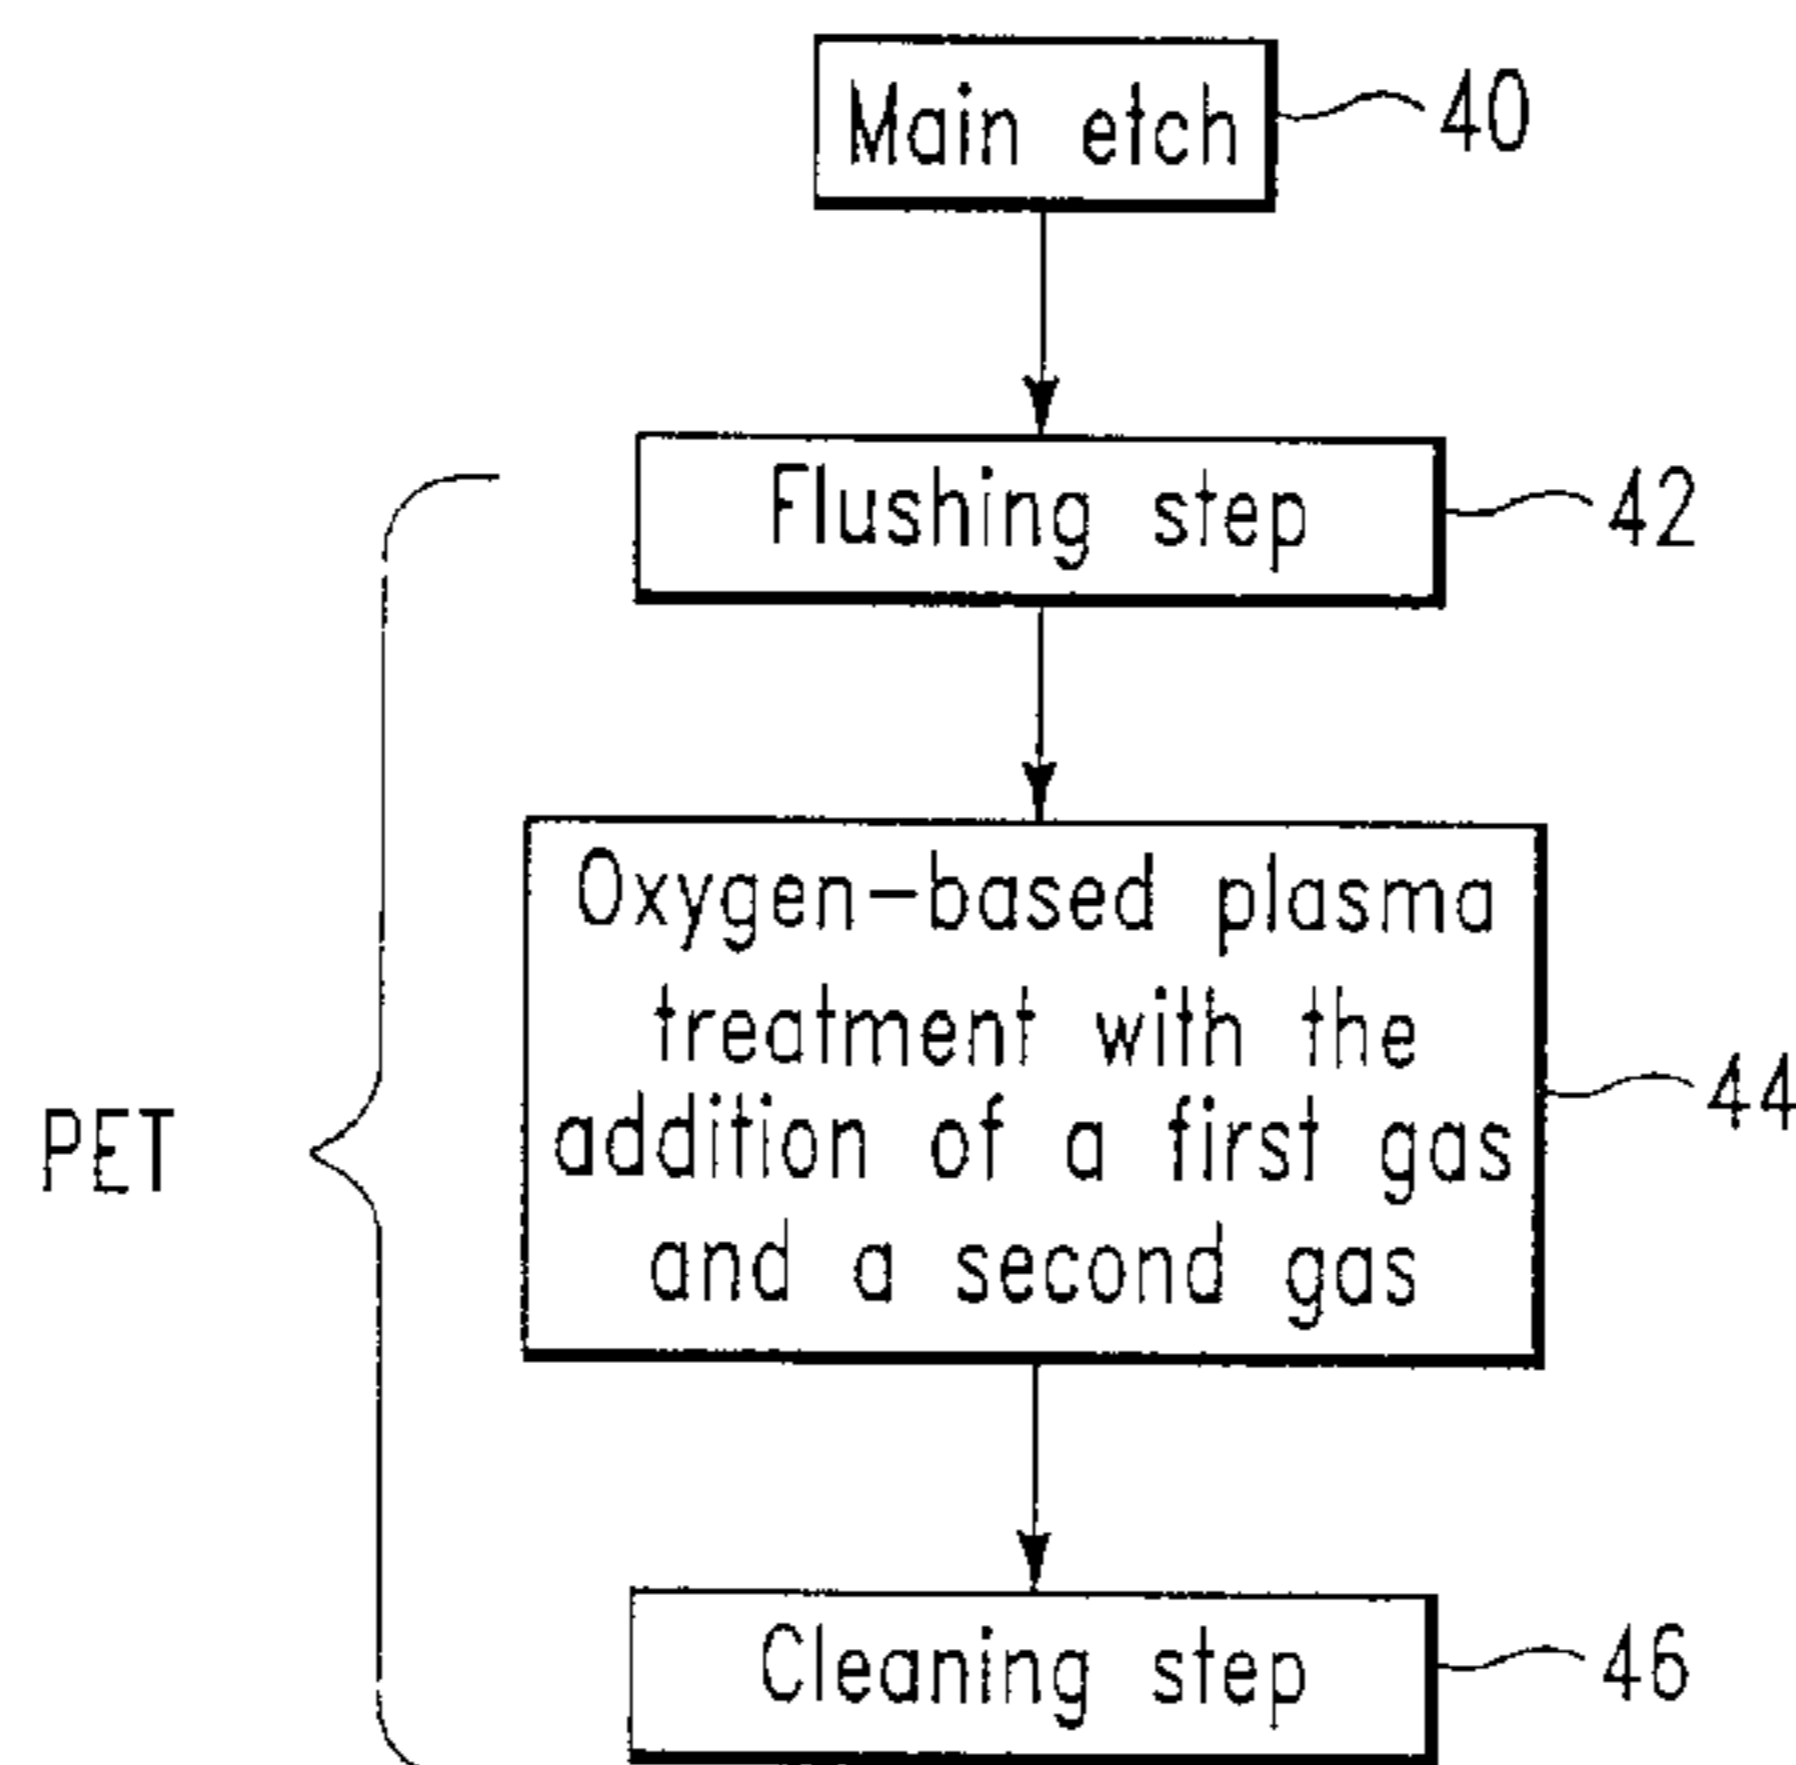 Main etch
40
Flushing step
42
Oxygen-based plasma
treatment with the
addition of a first gas
and a second gas
44
PET
Cleaning step
46